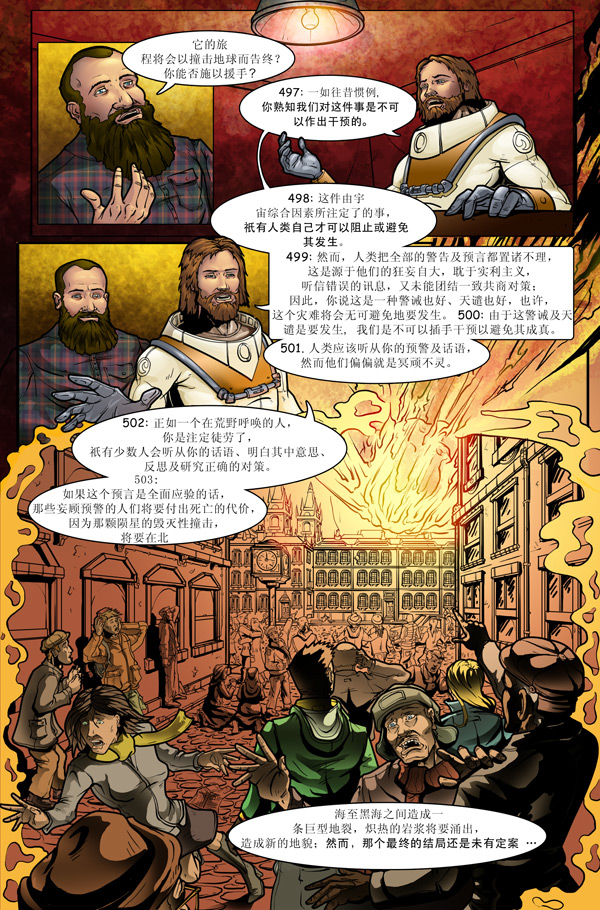 它的旅
程将会以撞击地球而告终?
你能否施以援手?
497: 一如往昔惯例,
你熟知我们对这件事是不可
以作出干预的。
498: 这件由宇
宙综合因素所注定了的事,
祇有人类自己才可以阻止或避免
其发生。
499: 然而, 人类把全部的警告及预言都置诸不理,
这是源于他们的狂妄自大, 耽于实利主义,
听信错误的讯息, 又未能团结一致共商对策;
因此, 你说这是一种警诫也好、天谴也好, 也许,
这个灾难将会无可避免地要发生。 500: 由于这警诫及天
谴是要发生, 我们是不可以插手干预以避免其成真。
501. 人类应该听从你的预警及话语,
然而他们偏偏就是冥顽不灵。
502: 正如一个在荒野呼唤的人,
你是注定徒劳了,
祇有少数人会听从你的话语、明白其中意思、
反思及研究正确的对策。
503:
如果这个预言是全面应验的话,
那些妄顾预警的人们将要付出死亡的代价,
因为那颗陨星的毁灭性撞击,
将要在北
海至黑海之间造成一
条巨型地裂, 炽热的岩浆将要涌出,
造成新的地貌; 然而, 那个最终的结局还是未有定案 …